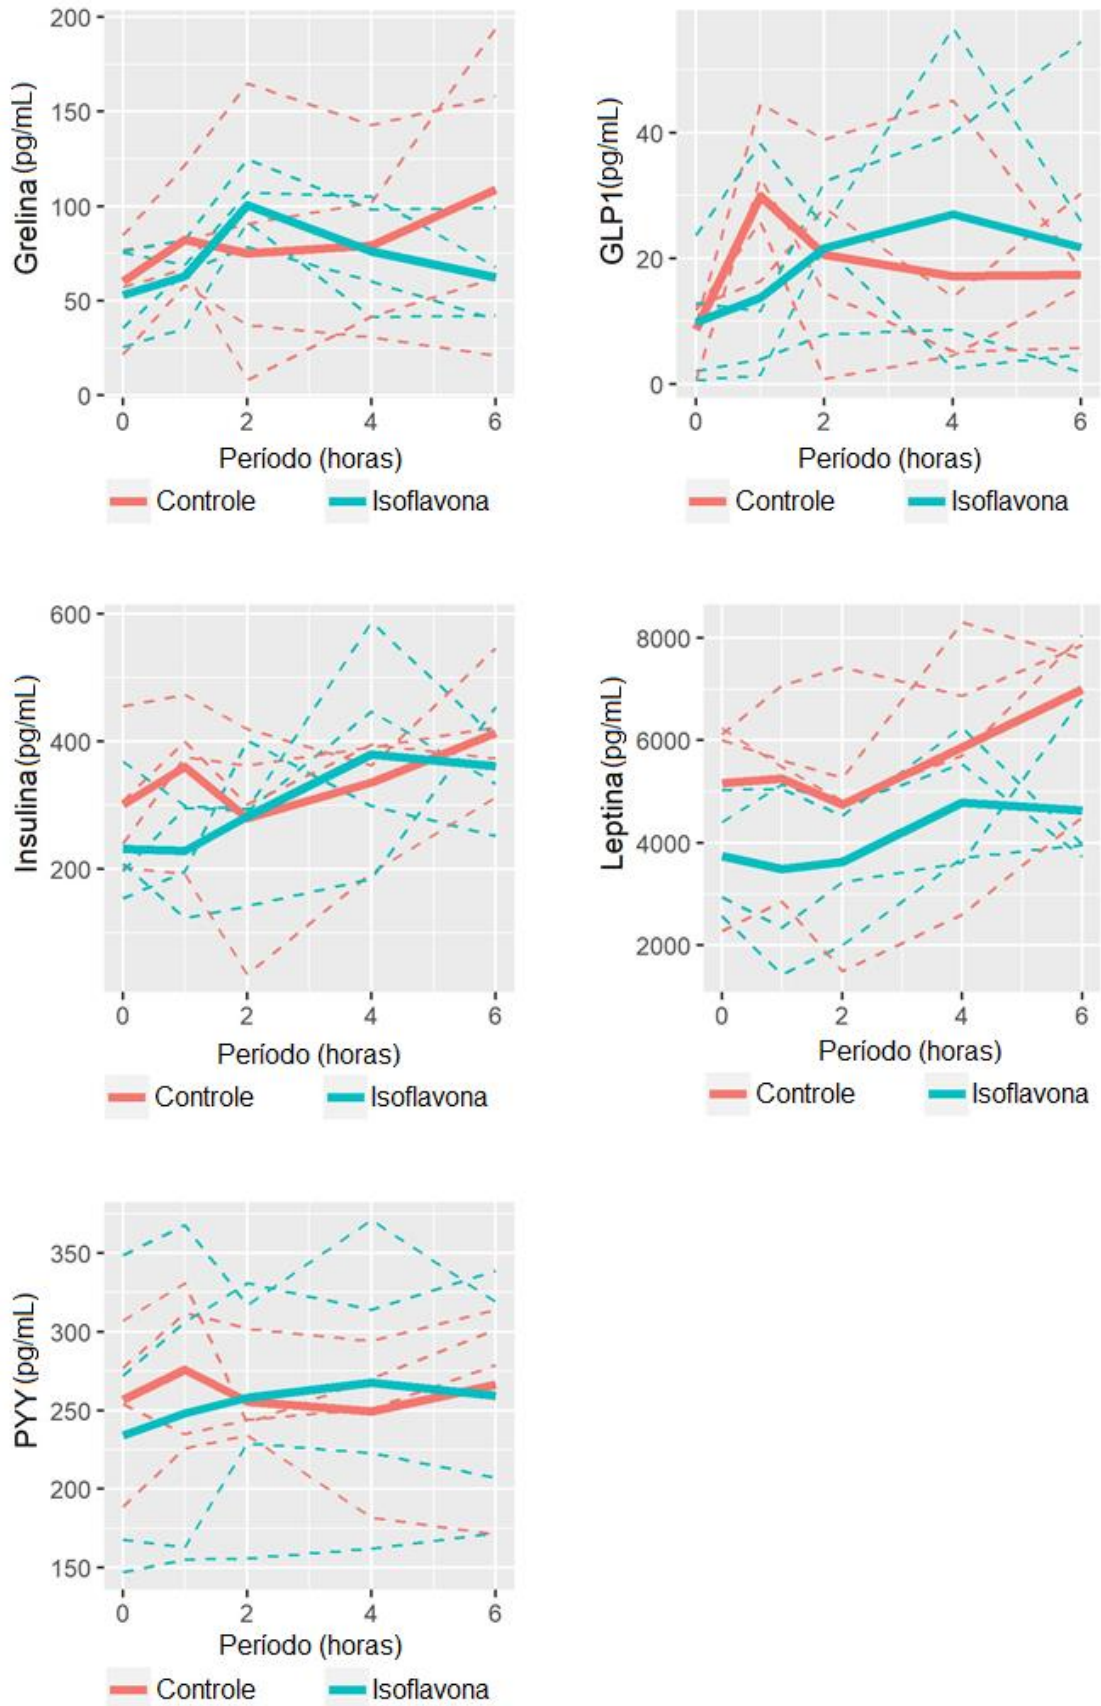 Grelina (pg/mL)
200
150
100
50
0
0 2 4 6
Período (horas)
Controle Isoflavona
GLP1(pg/mL)
40
20
0
0 2 4 6
Período (horas)
Controle Isoflavona
Insulina (pg/mL)
600
400
200
0 2 4 6
Período (horas)
Controle Isoflavona
Leptina (pg/mL)
8000
6000
4000
2000
0 2 4 6
Período (horas)
Controle Isoflavona
PYY (pg/mL)
350
300
250
200
150
0 2 4 6
Período (horas)
Controle Isoflavona